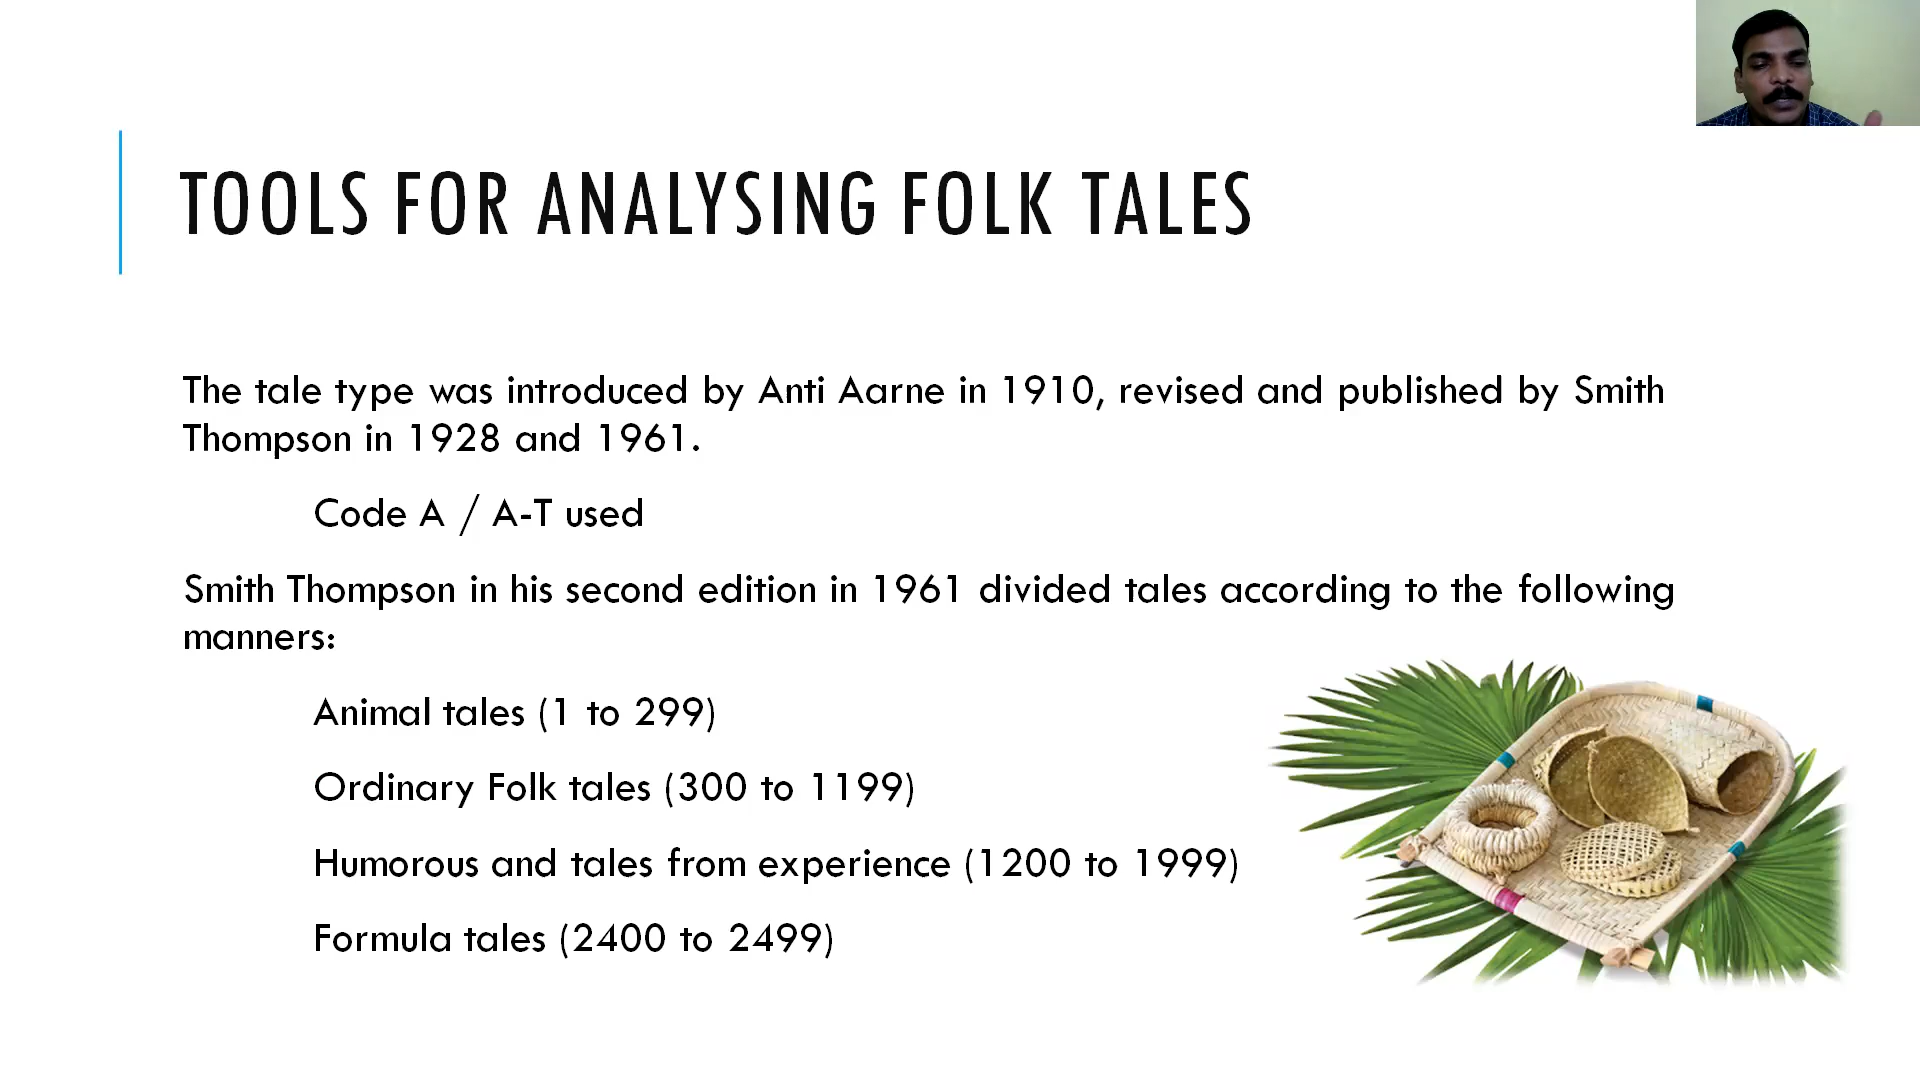 TOOLS FOR ANALYSING FOLK TALES
The tale type was introduced by Anti Aarne in 1910, revised and published by Smith
Thompson in 1928 and 1961.
Code A / A-T used
Smith Thompson in his second edition in 1961 divided tales according to the following
manners:
Animal tales (1 to 299)
Ordinary Folk tales (300 to 1199)
Humorous and tales from experience (1200 to 1999)
Formula tales (2400 to 2499)